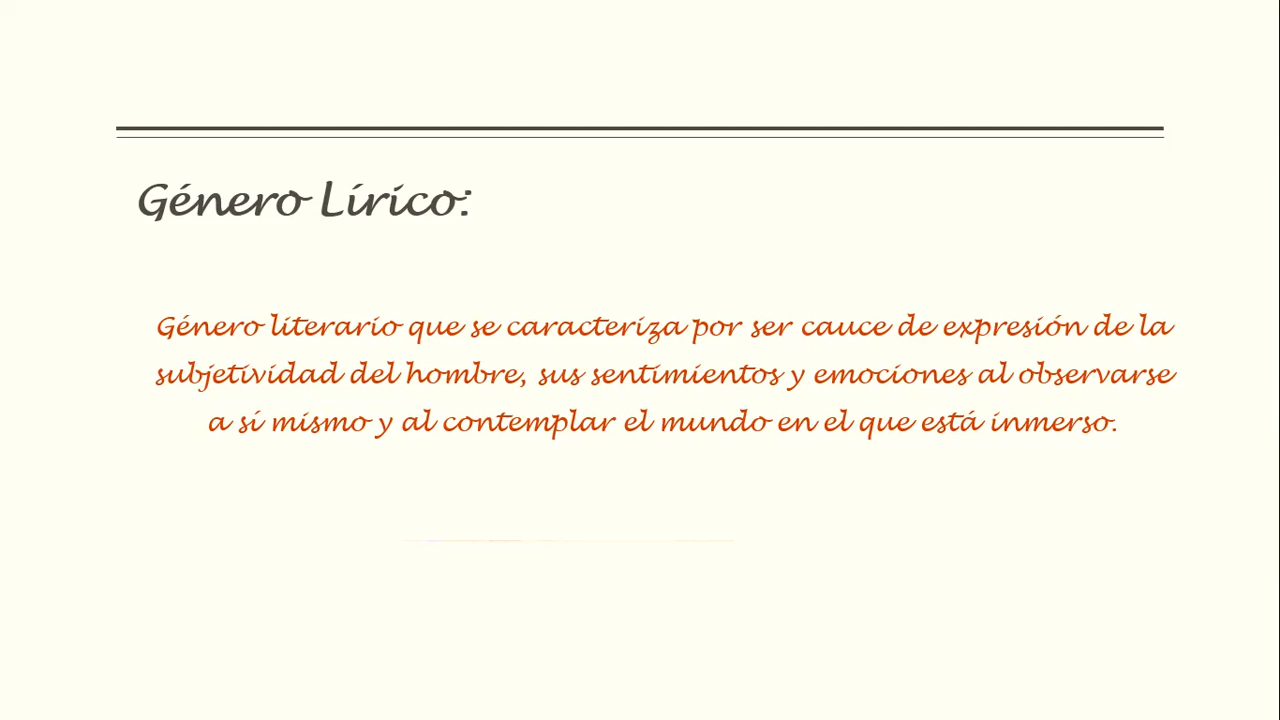 Género Lírico:
Género literario que se caracteriza por ser cauce de expresión de la
subjetividad del hombre, sus sentimientos y emociones al observarse
a sí mismo y al contemplar el mundo en el que está inmerso.